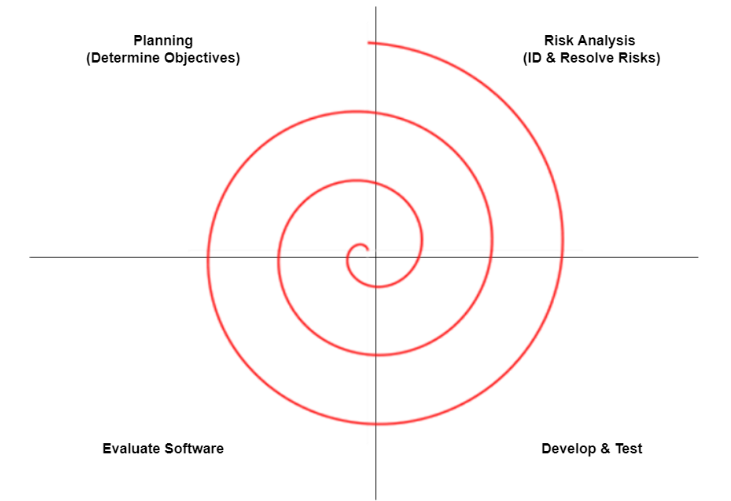 Planning
(Determine Objectives)
Risk Analysis
(ID & Resolve Risks)
Evaluate Software
Develop & Test